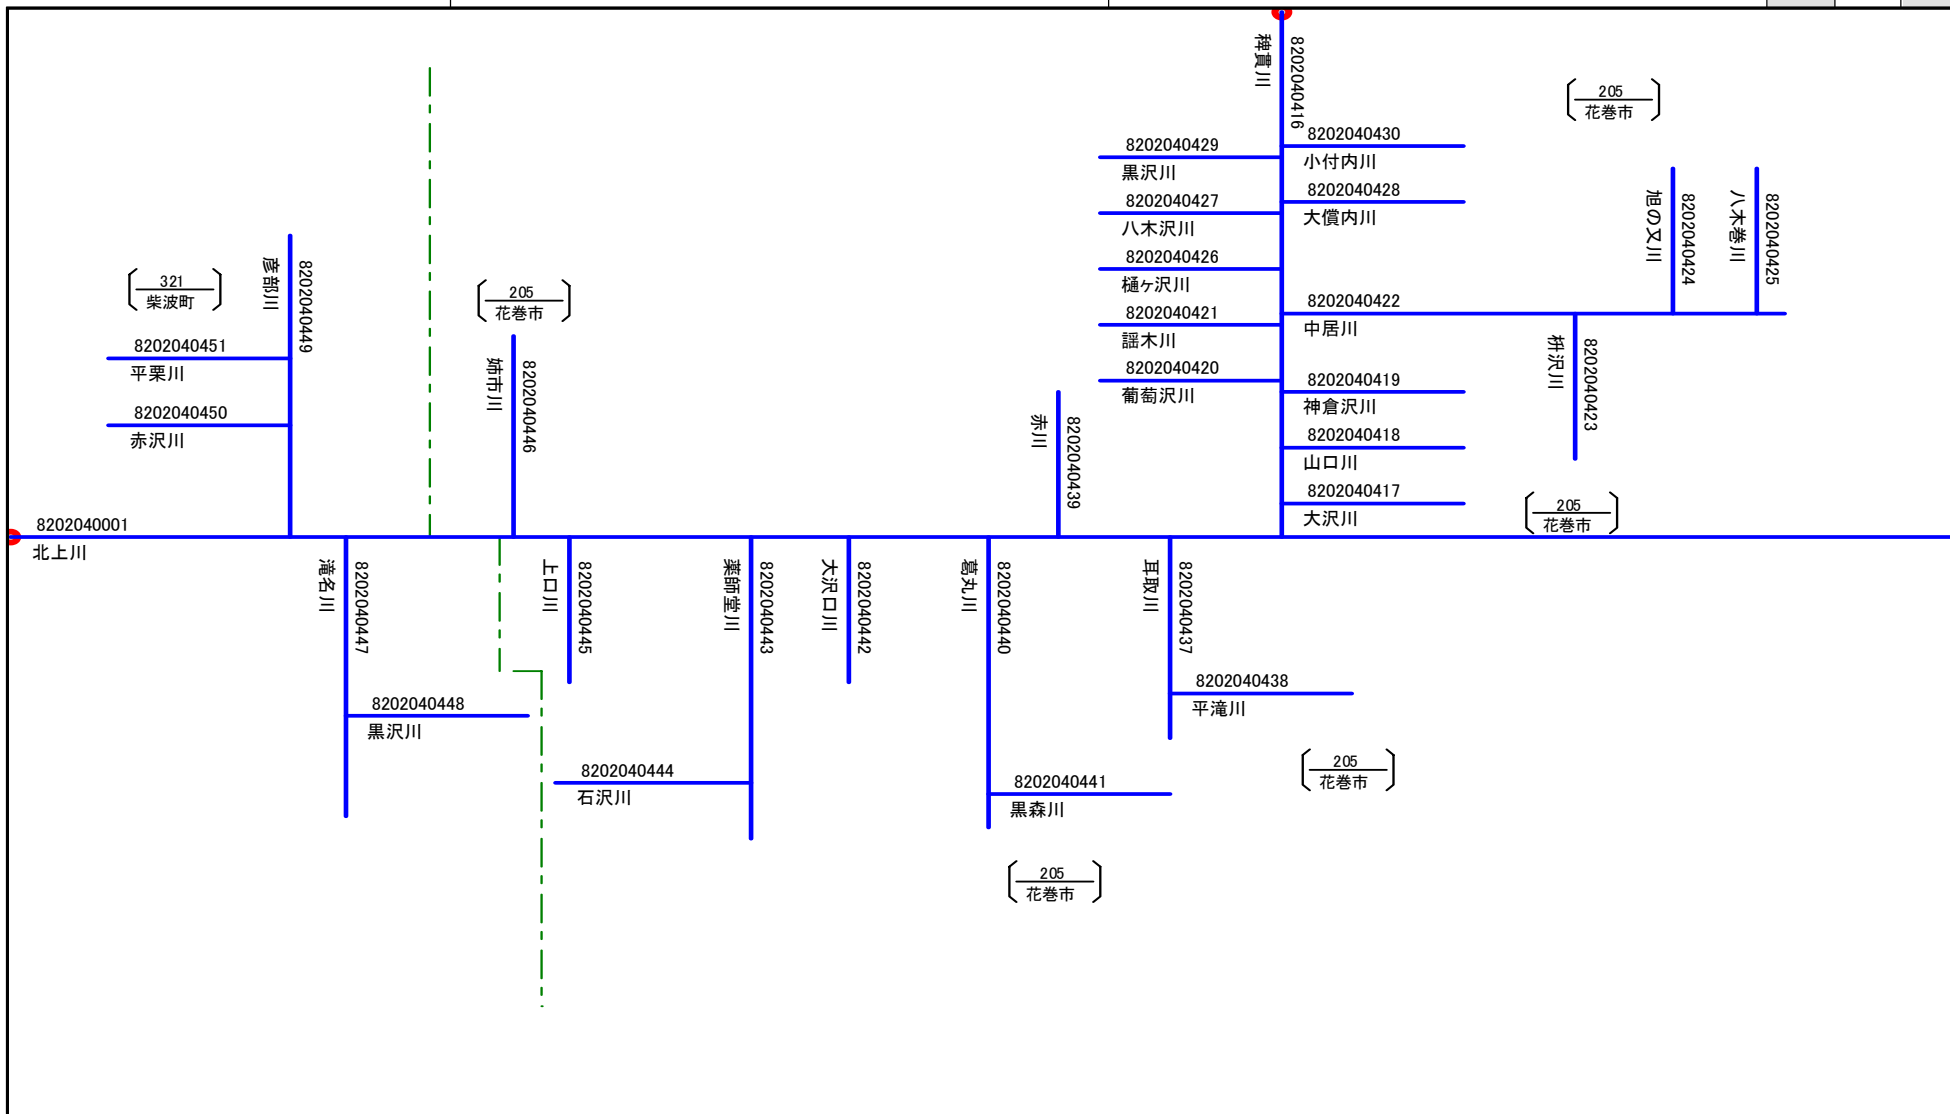 稗貫川
8202040416
205
花巻市
8202040430
小付内川
8202040429
黒沢川
8202040428
大償内川
8202040427
八木沢川
旭の又川
8202040424
八木巻川
8202040425
8202040426
樋ヶ沢川
彦部川
8202040449
321
柴波町
205
花巻市
8202040422
中居川
8202040421
謡木川
8202040451
平栗川
姉市川
8202040446
枡沢川
8202040423
8202040420
葡萄沢川
8202040419
神倉沢川
8202040450
赤沢川
赤川
8202040439
8202040418
山口川
8202040417
大沢川
205
花巻市
8202040001
北上川
滝名川
8202040447
上口川
8202040445
薬師堂川
8202040443
大沢口川
8202040442
葛丸川
8202040440
耳取川
8202040437
8202040438
平滝川
8202040448
黒沢川
8202040444
石沢川
8202040441
黒森川
205
花巻市
205
花巻市